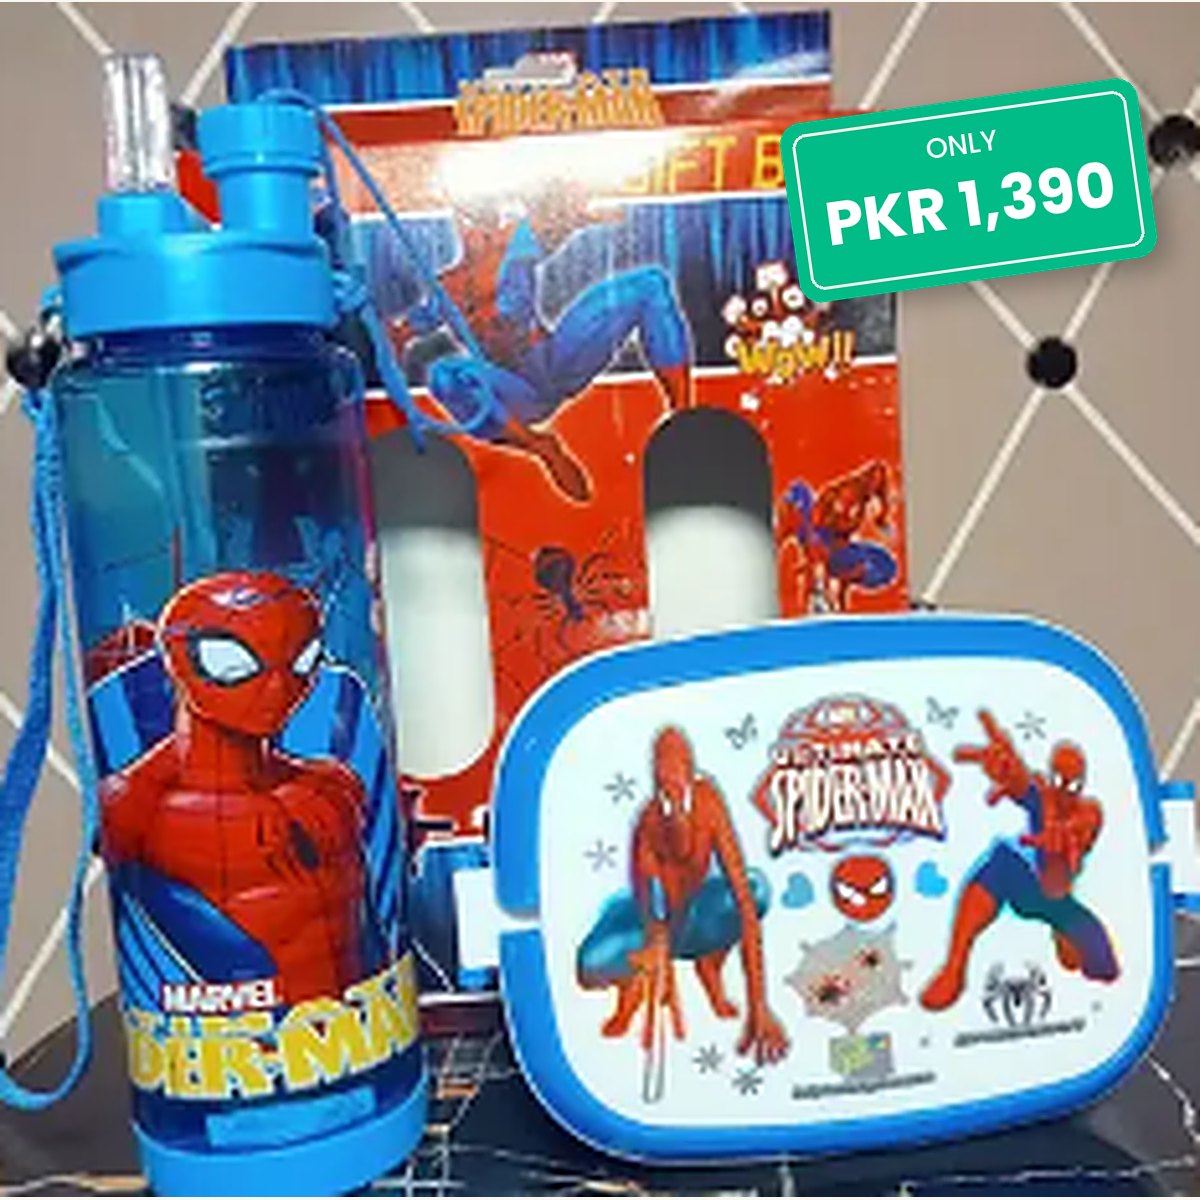 ONLY
PKR 1,390
SPIDER-MAN
GIFT B
WOW!!
ULTIMATE
SPIDER-MAN
MARVEL
DER-MA